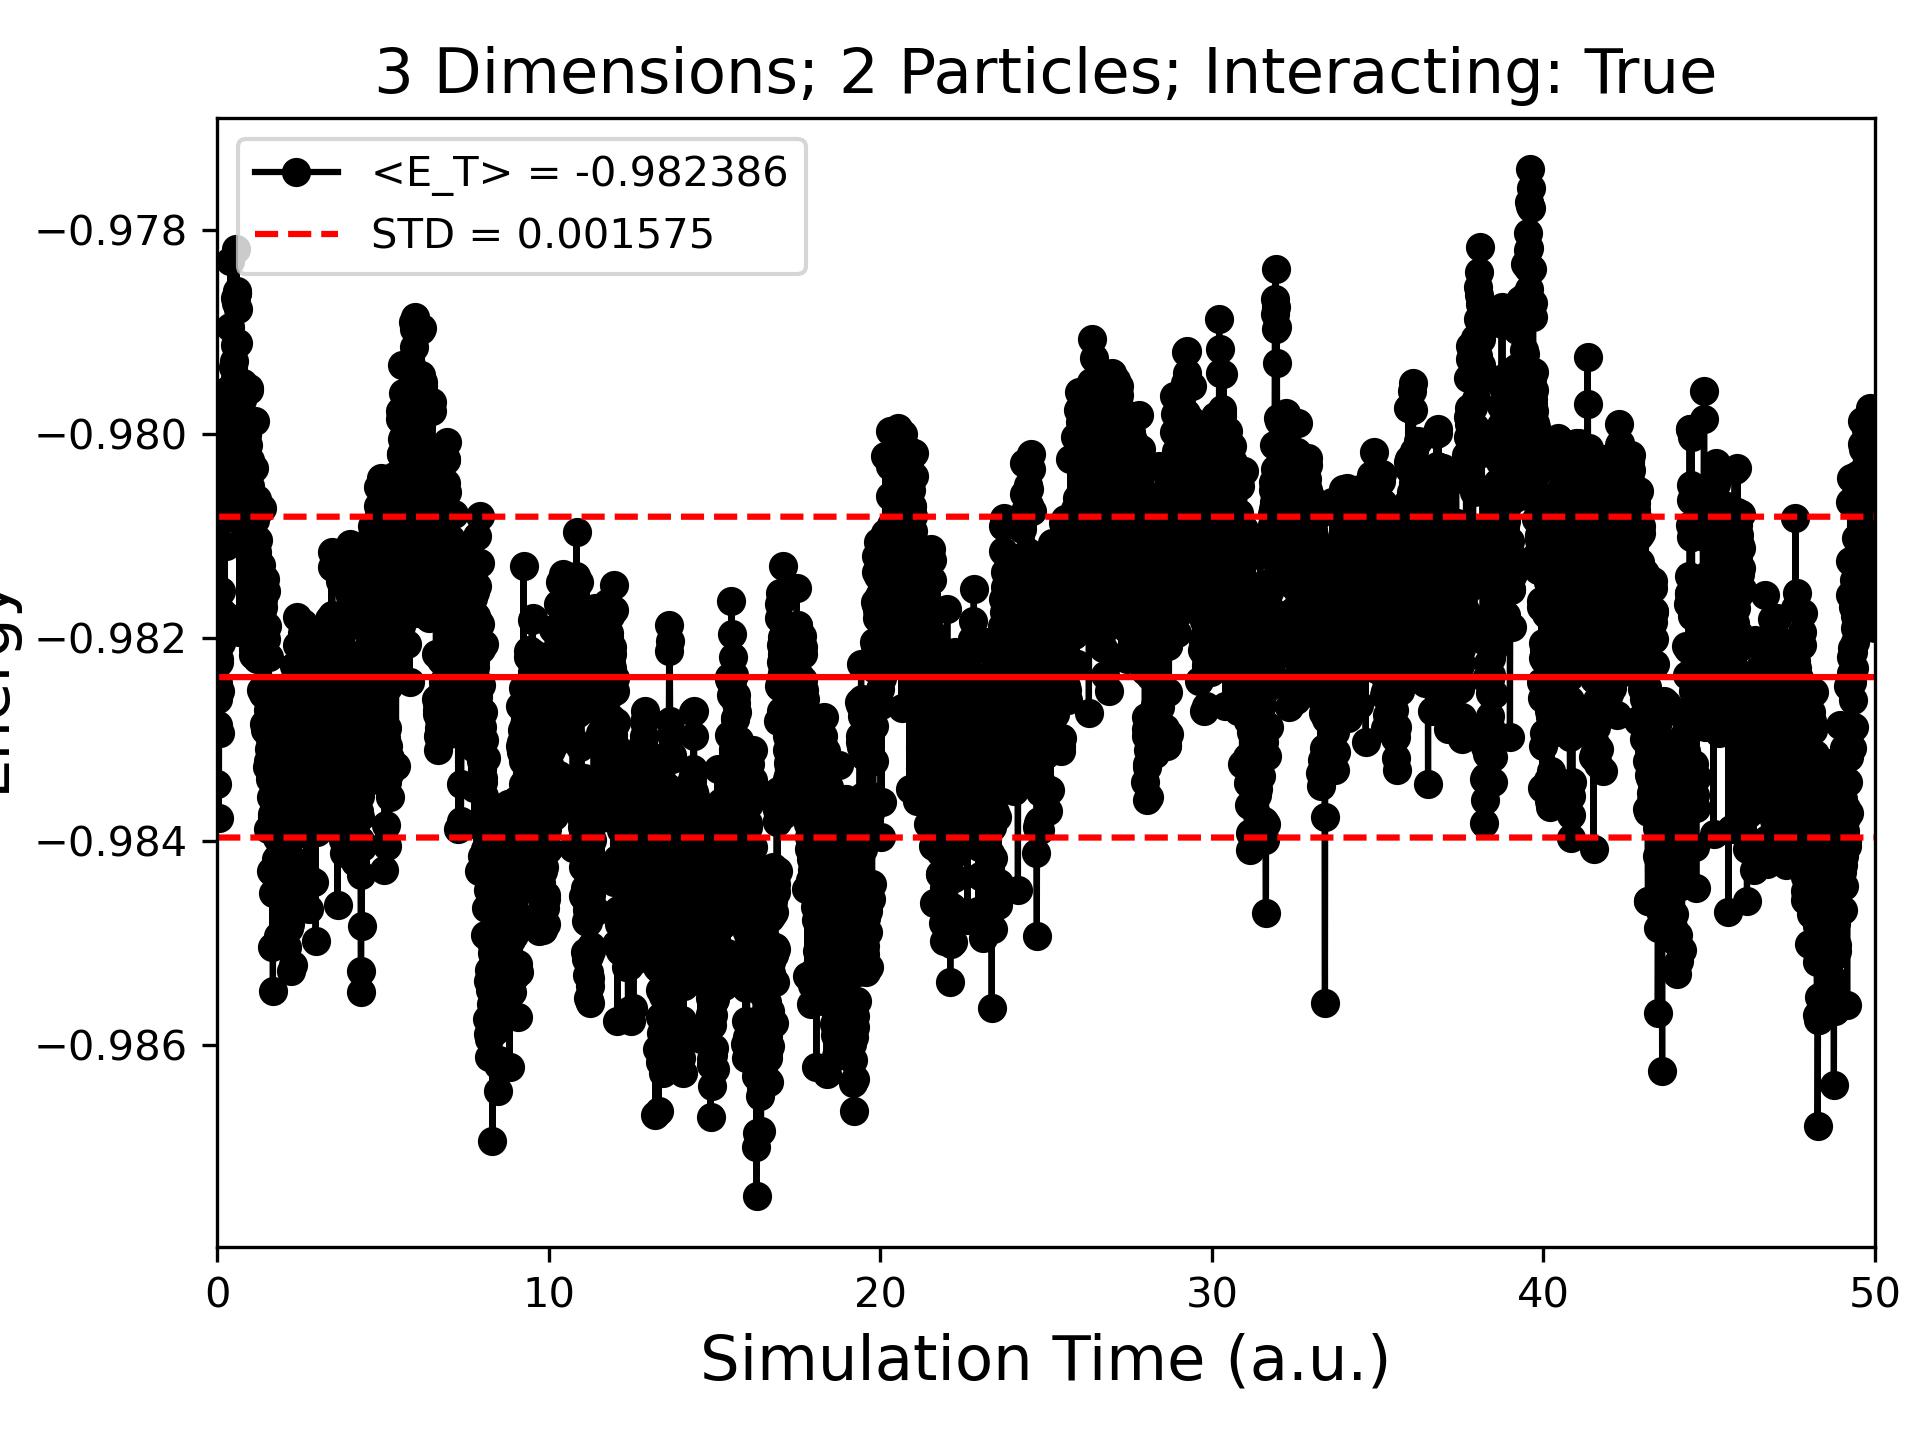 3 Dimensions; 2 Particles; Interacting: True
<E_T> = -0.982386
STD = 0.001575
−0.978
−0.980
−0.982
−0.984
−0.986
Energy
0 10 20 30 40 50
Simulation Time (a.u.)